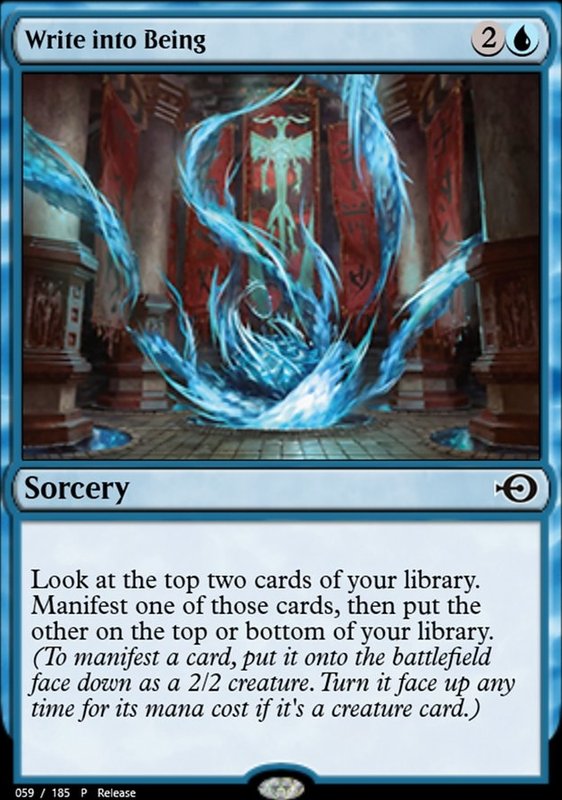 Write into Being 2
Sorcery
Look at the top two cards of your library.
Manifest one of those cards, then put the
other on the top or bottom of your library.
(To manifest a card, put it onto the battlefield
face down as a 2/2 creature. Turn it face up any
time for its mana cost if it's a creature card.)
059 / 185 P Release